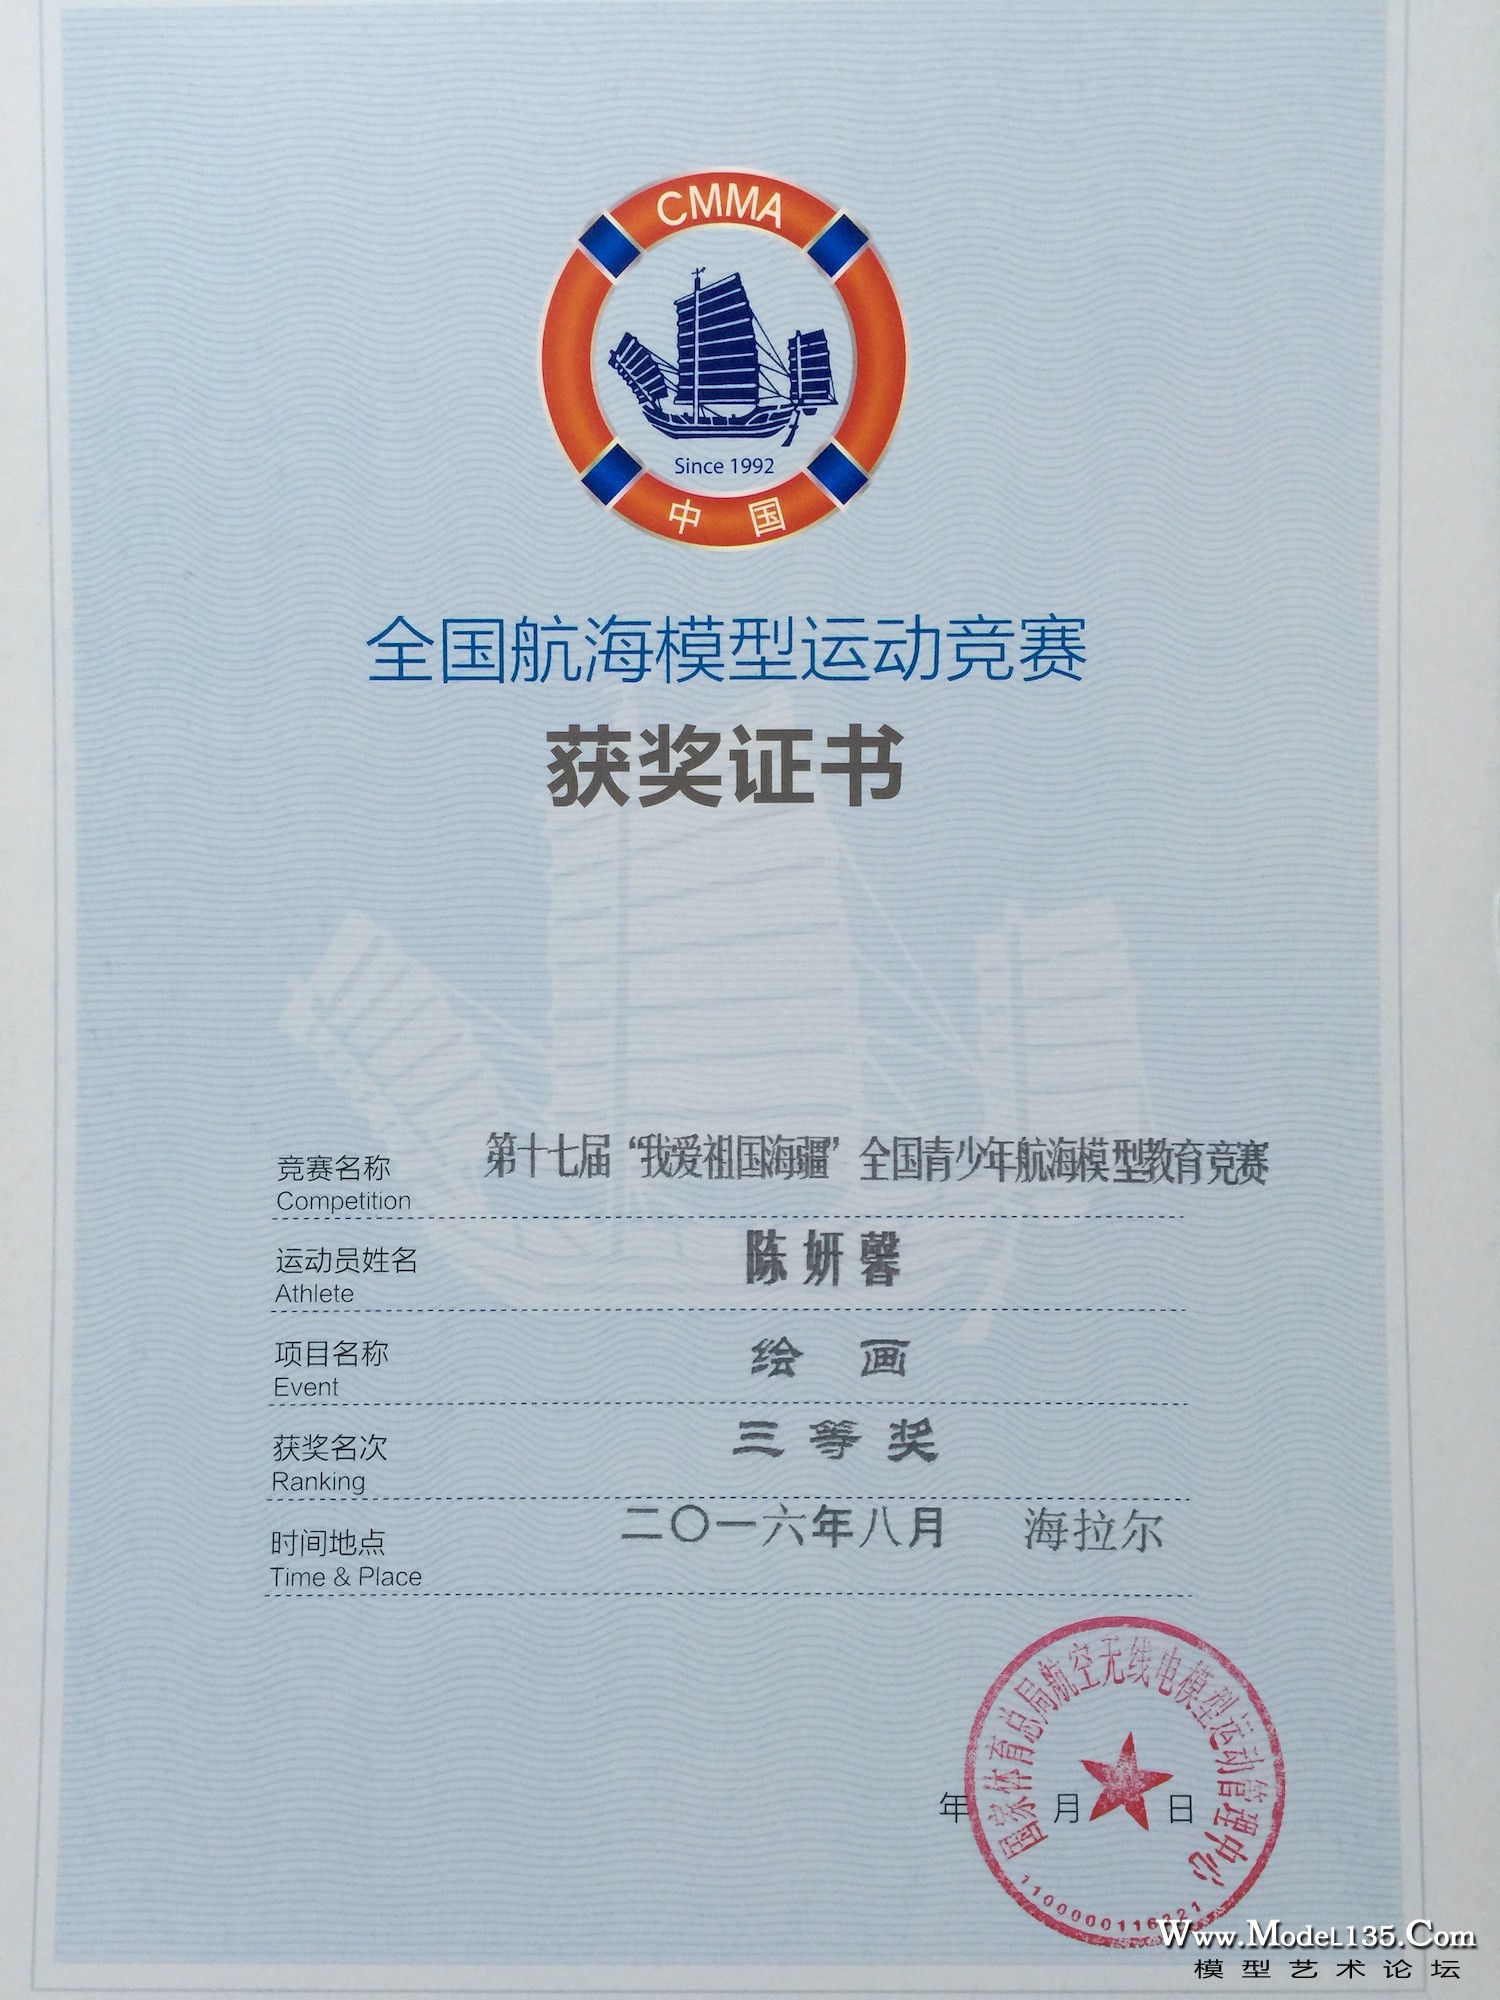 CMMA
Since 1992
中 国
全国航海模型运动竞赛
获奖证书
竞赛名称 第十七届“我爱祖国海疆”全国青少年航海模型教育竞赛
Competition
运动员姓名 陈妍馨
Athlete
项目名称 绘 画
Event
获奖名次 三等奖
Ranking
时间地点 二〇一六年八月 海拉尔
Time & Place
国家体育总局航空无线电模型运动管理中心
年 月 日
Www.Model135.Com
模型艺术论坛